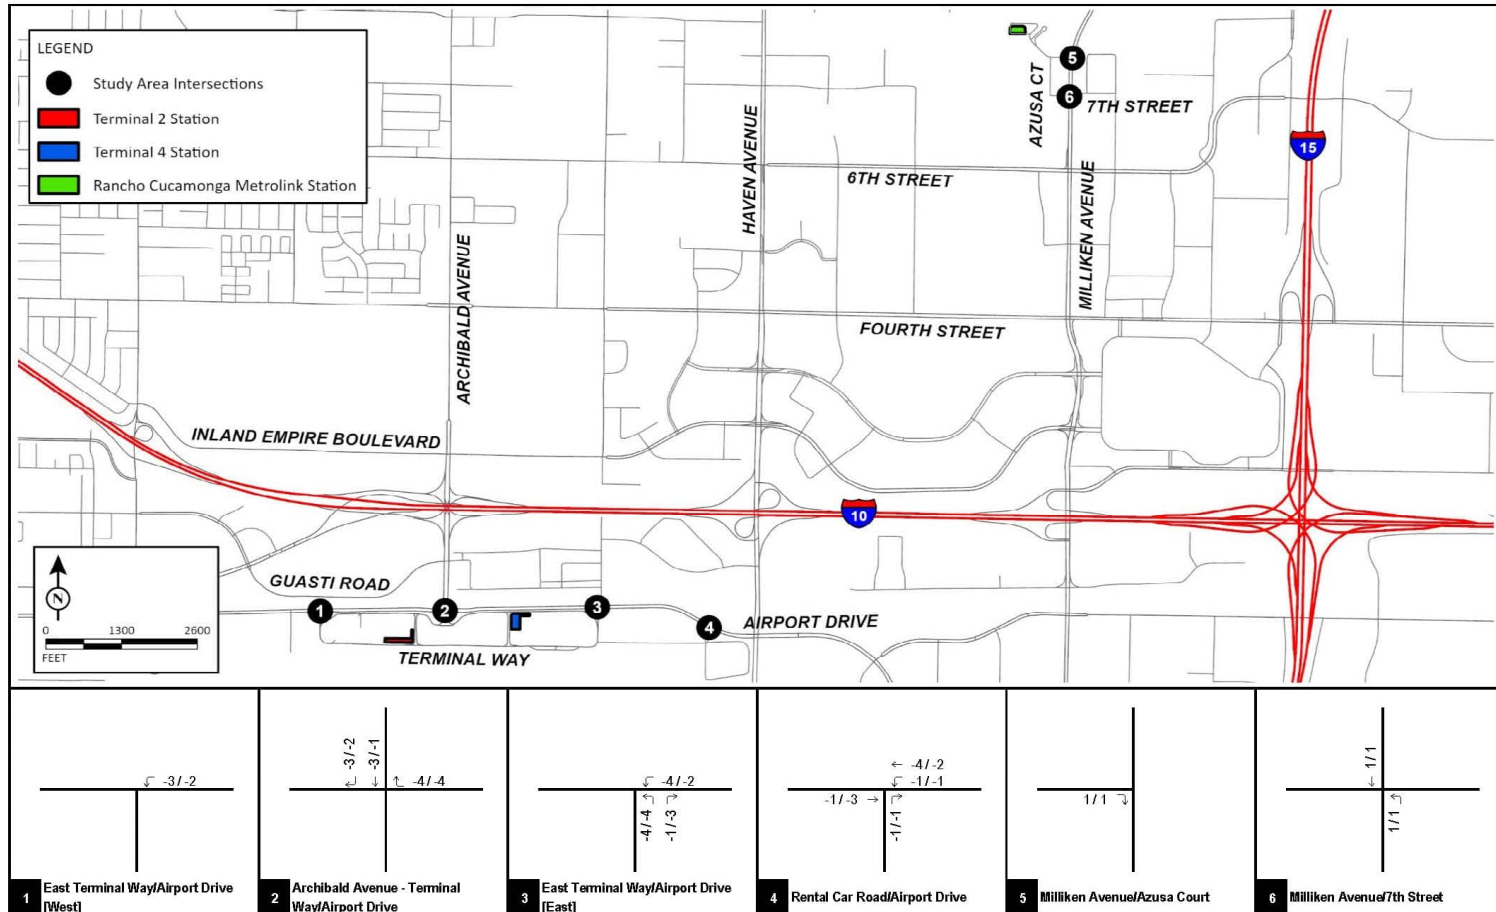 LEGEND
Study Area Intersections
Terminal 2 Station
Terminal 4 Station
Rancho Cucamonga Metrolink Station
5
AZUSA CT
6
7TH STREET
HAVEN AVENUE
15
6TH STREET
MILLIKEN AVENUE
ARCHIBALD AVENUE
FOURTH STREET
INLAND EMPIRE BOULEVARD
10
GUASTI ROAD
1
2
3
4
AIRPORT DRIVE
TERMINAL WAY
N
0 1300 2600
FEET
-3/-2
1
East Terminal Way/Airport Drive
[West]
-3/-2
-3/-1
-4/-4
2
Archibald Avenue - Terminal
Way/Airport Drive
-4/-2
-4/-4
-1/-3
3
East Terminal Way/Airport Drive
[East]
-4/-2
-1/-1
-1/-3
-1/-1
4
Rental Car Road/Airport Drive
1/1
5
Milliken Avenue/Azusa Court
1/1
1/1
6
Milliken Avenue/7th Street